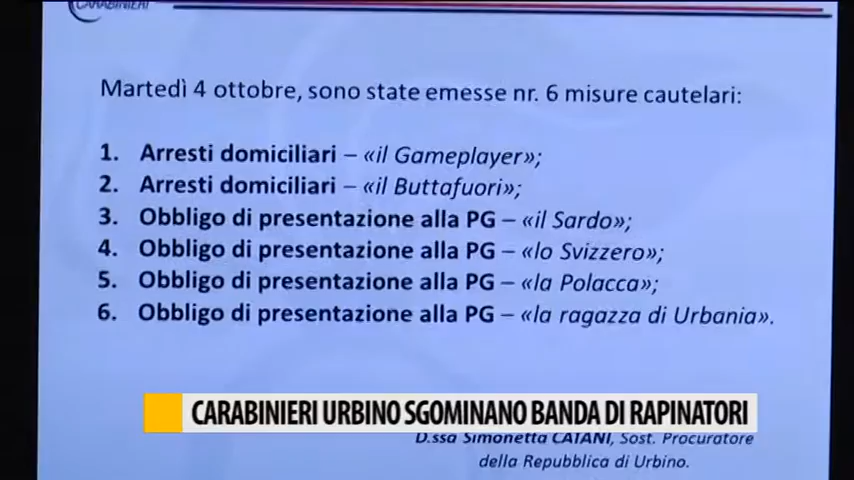 CARABINIERI
Martedì 4 ottobre, sono state emesse nr. 6 misure cautelari:
1. Arresti domiciliari – «il Gameplayer»;
2. Arresti domiciliari – «il Buttafuori»;
3. Obbligo di presentazione alla PG – «il Sardo»;
4. Obbligo di presentazione alla PG – «lo Svizzero»;
5. Obbligo di presentazione alla PG – «la Polacca»;
6. Obbligo di presentazione alla PG – «la ragazza di Urbania».
CARABINIERI URBINO SGOMINANO BANDA DI RAPINATORI
D.ssa Simonetta CATANI, Sost. Procuratore
della Repubblica di Urbino.